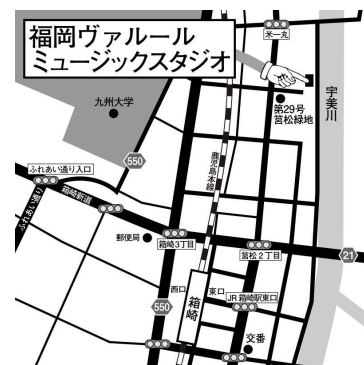 福岡ヴァルール
ミュージックスタジオ
米一丸
九州大学
第29号
筥松緑地
宇美川
550
鹿児島本線
ふれあい通り入口
ふれあい通り
箱崎新道
郵便局
箱崎3丁目
筥松2丁目
21
西口
東口
箱崎
550
JR 箱崎駅東口
交番